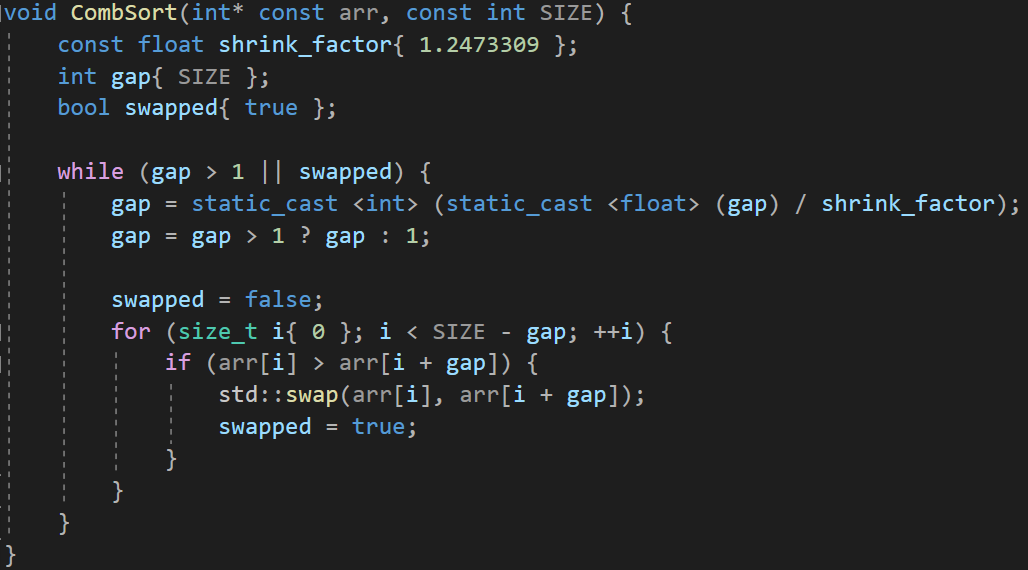 void CombSort(int* const arr, const int SIZE) {
    const float shrink_factor{ 1.2473309 };
    int gap{ SIZE };
    bool swapped{ true };

    while (gap > 1 || swapped) {
        gap = static_cast <int> (static_cast <float> (gap) / shrink_factor);
        gap = gap > 1 ? gap : 1;

        swapped = false;
        for (size_t i{ 0 }; i < SIZE - gap; ++i) {
            if (arr[i] > arr[i + gap]) {
                std::swap(arr[i], arr[i + gap]);
                swapped = true;
            }
        }
    }
}